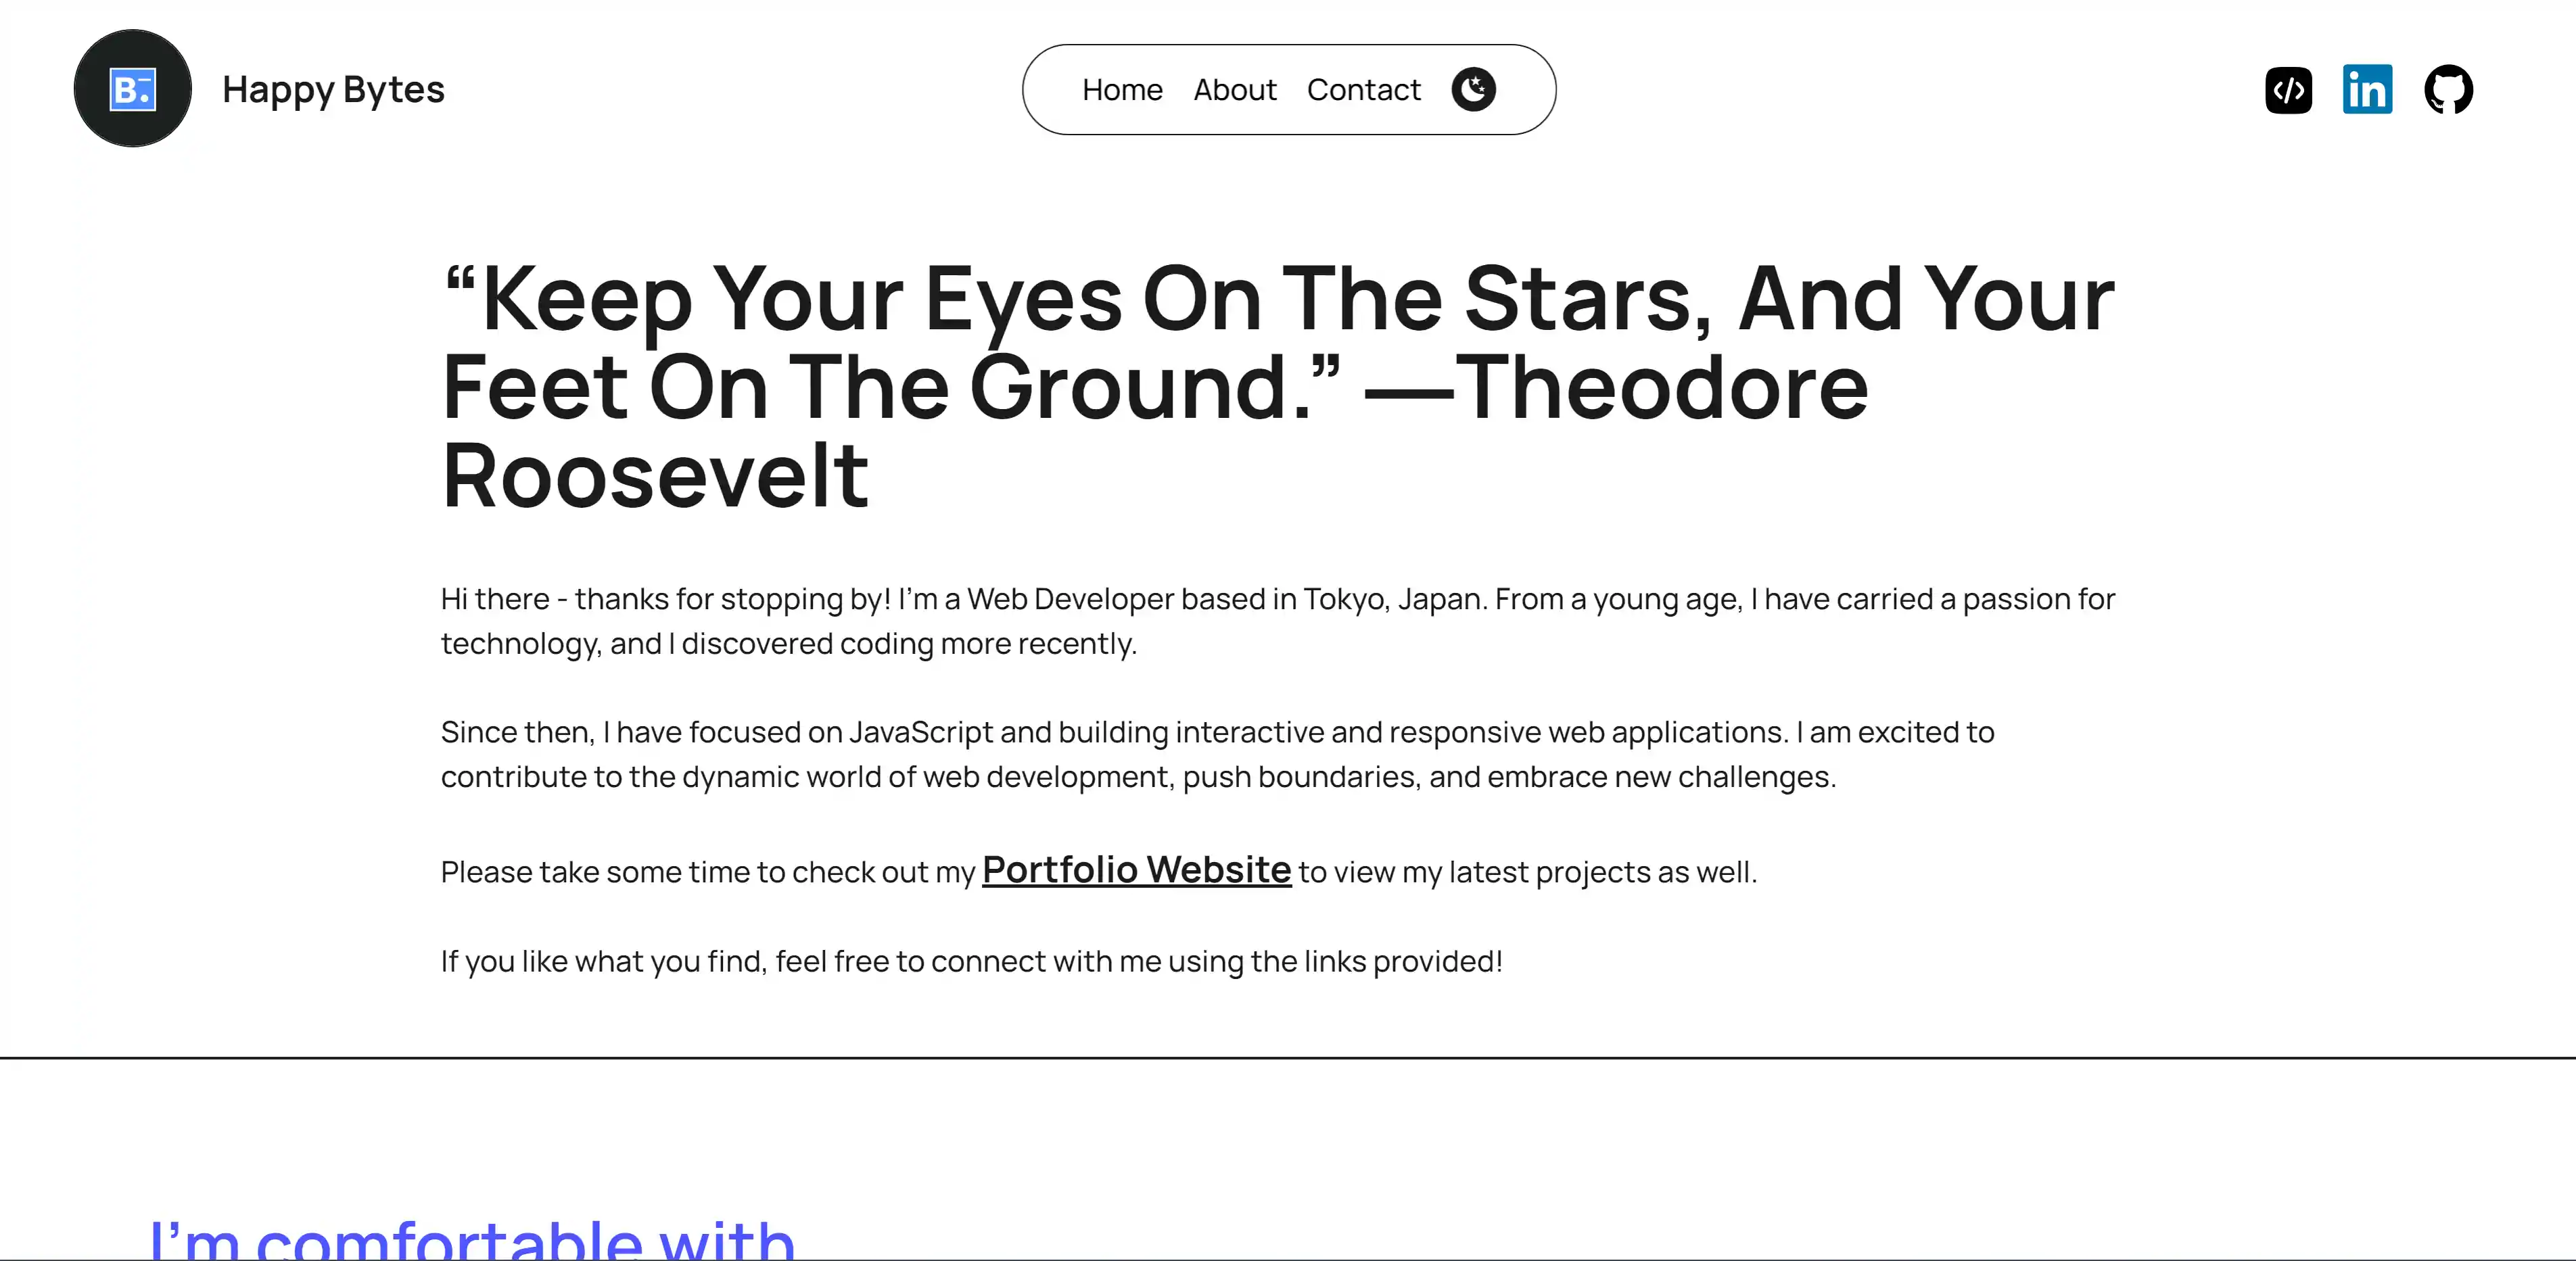 B.
Happy Bytes
Home About Contact
</>
in
“Keep Your Eyes On The Stars, And Your
Feet On The Ground.” —Theodore
Roosevelt
Hi there - thanks for stopping by! I’m a Web Developer based in Tokyo, Japan. From a young age, I have carried a passion for
technology, and I discovered coding more recently.
Since then, I have focused on JavaScript and building interactive and responsive web applications. I am excited to
contribute to the dynamic world of web development, push boundaries, and embrace new challenges.
Please take some time to check out my Portfolio Website to view my latest projects as well.
If you like what you find, feel free to connect with me using the links provided!
I’m comfortable with